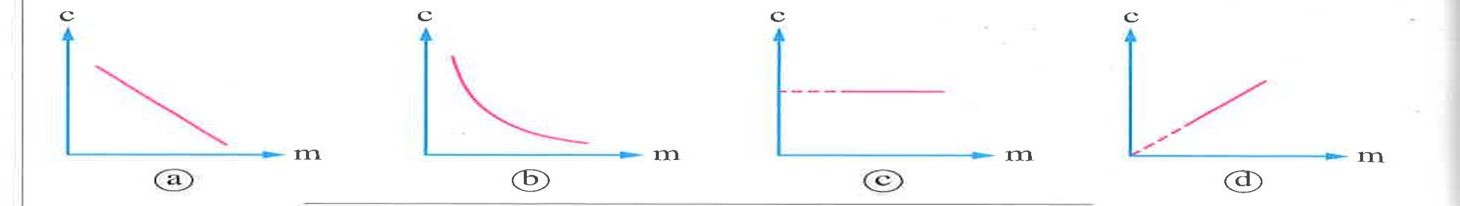 c c c c
m m m m
ⓐ ⓑ ⓒ ⓓ